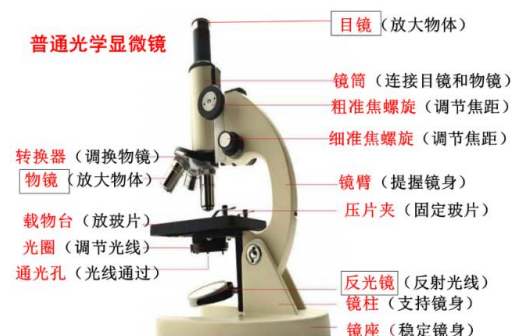 普通光学显微镜
目镜(放大物体)
镜筒(连接目镜和物镜)
粗准焦螺旋(调节焦距)
细准焦螺旋(调节焦距)
转换器(调换物镜)
物镜(放大物体)
镜臂(提握镜身)
压片夹(固定玻片)
载物台(放玻片)
光圈(调节光线)
通光孔(光线通过)
反光镜(反射光线)
镜柱(支持镜身)
镜座(稳定镜身)